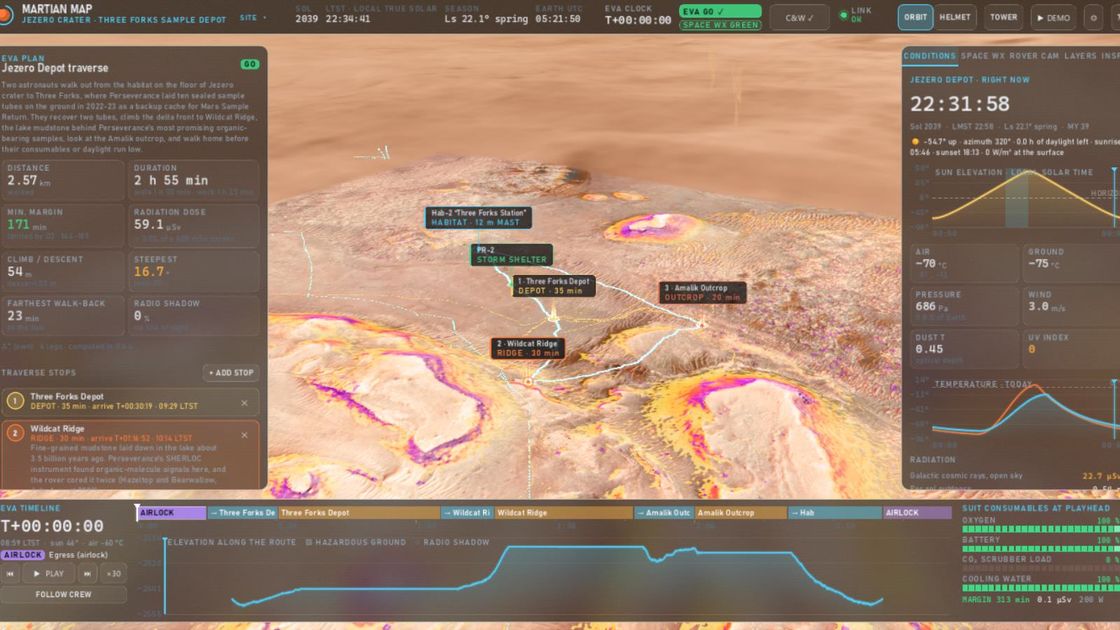 MARTIAN MAP
JEZERO CRATER · THREE FORKS SAMPLE DEPOT
SITE
SOL
2039
LTST · LOCAL TRUE SOLAR
22:34:41
SEASON
Ls 22.1° spring
EARTH UTC
05:21:50
EVA CLOCK
T+00:00:00
EVA GO ✓
SPACE WX GREEN
C&W ✓
LINK
OK
ORBIT
HELMET
TOWER
▶ DEMO
EVA PLAN
Jezero Depot traverse
GO
Two astronauts walk out from the habitat on the floor of Jezero
crater to Three Forks, where Perseverance laid ten sealed sample
tubes on the ground in 2022-23 as a backup cache for Mars Sample
Return. They recover two tubes, climb the delta front to Wildcat Ridge,
the lake mudstone behind Perseverance's most promising organic-
bearing samples, look at the Amalik outcrop, and walk home before
their consumables or daylight run low.
DISTANCE
2.57 km
DURATION
2 h 55 min
MIN. MARGIN
171 min
RADIATION DOSE
59.1 µSv
CLIMB / DESCENT
54 m
STEEPEST
16.7 °
FARTHEST WALK-BACK
23 min
RADIO SHADOW
0 %
TRAVERSE STOPS
+ ADD STOP
1
Three Forks Depot
DEPOT · 35 min · arrive T+00:30:19 · 09:29 LTST
×
2
Wildcat Ridge
RIDGE · 30 min · arrive T+01:16:52 · 10:14 LTST
×
Fine-grained mudstone laid down in the lake about
3.5 billion years ago. Perseverance's SHERLOC
instrument found organic-molecule signals here, and
the rover cored it twice (Hazeltop and Bearwallow,
Hab-2 "Three Forks Station"
HABITAT · 12 m MAST
PR-2
STORM SHELTER
1 · Three Forks Depot
DEPOT · 35 min
3 · Amalik Outcrop
OUTCROP · 20 min
2 · Wildcat Ridge
RIDGE · 30 min
CONDITIONS
SPACE WX
ROVER CAM
LAYERS
INSP
JEZERO DEPOT · RIGHT NOW
22:31:58
Sol 2039 · LMST 22:58 · Ls 22.1° spring · MY 39
-54.7° up · azimuth 320° · 0.0 h of daylight left · sunrise
05:46 · sunset 18:13 · 0 W/m² at the surface
SUN ELEVATION · LOCAL SOLAR TIME
HORIZO
AIR
-70 °C
GROUND
-75 °C
PRESSURE
686 Pa
WIND
3.0 m/s
DUST τ
0.45
UV INDEX
0
TEMPERATURE · TODAY
RADIATION
Galactic cosmic rays, open sky
22.7 µS
EVA TIMELINE
T+00:00:00
08:59 LTST · sun 46° · air -60 °C
AIRLOCK
Egress (airlock)
▶ PLAY
×30
FOLLOW CREW
AIRLOCK
→ Three Forks De
Three Forks Depot
→ Wildcat Ri
Wildcat Ridge
→ Amalik Outc
Amalik Outcrop
→ Hab
AIRLOCK
ELEVATION ALONG THE ROUTE
HAZARDOUS GROUND
RADIO SHADOW
SUIT CONSUMABLES AT PLAYHEAD
OXYGEN
100 %
BATTERY
100 %
CO₂ SCRUBBER LOAD
0 %
COOLING WATER
100 %
MARGIN 313 min
0.1 µSv
200 W